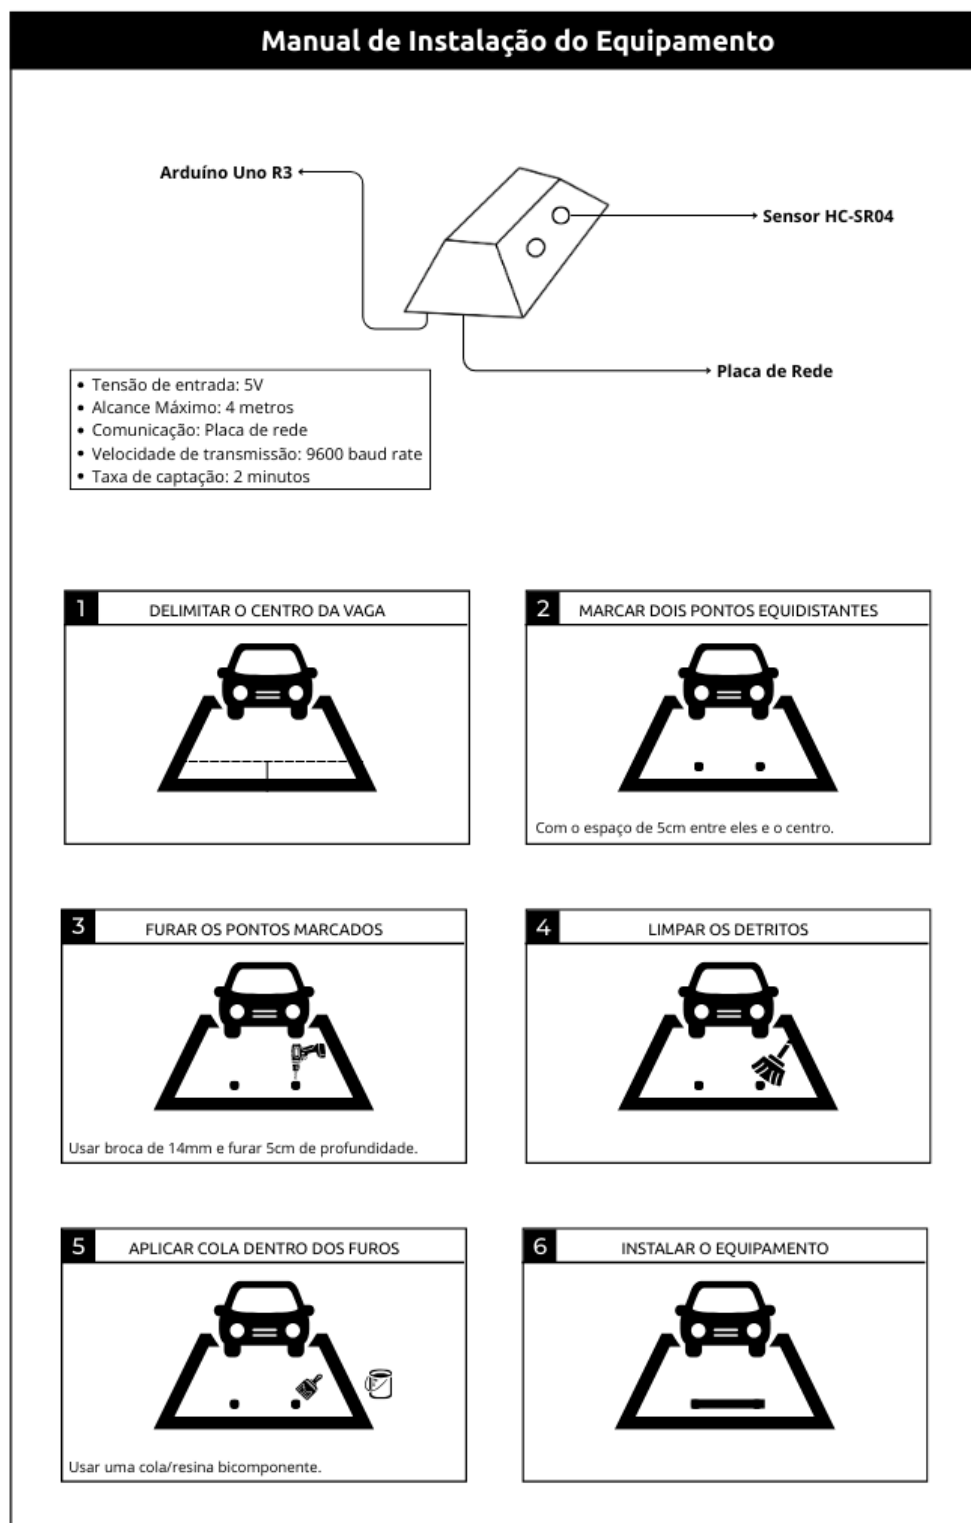 Manual de Instalação do Equipamento
Arduíno Uno R3
Sensor HC-SR04
Placa de Rede
• Tensão de entrada: 5V
• Alcance Máximo: 4 metros
• Comunicação: Placa de rede
• Velocidade de transmissão: 9600 baud rate
• Taxa de captação: 2 minutos
1 DELIMITAR O CENTRO DA VAGA
2 MARCAR DOIS PONTOS EQUIDISTANTES
Com o espaço de 5cm entre eles e o centro.
3 FURAR OS PONTOS MARCADOS
Usar broca de 14mm e furar 5cm de profundidade.
4 LIMPAR OS DETRITOS
5 APLICAR COLA DENTRO DOS FUROS
Usar uma cola/resina bicomponente.
6 INSTALAR O EQUIPAMENTO